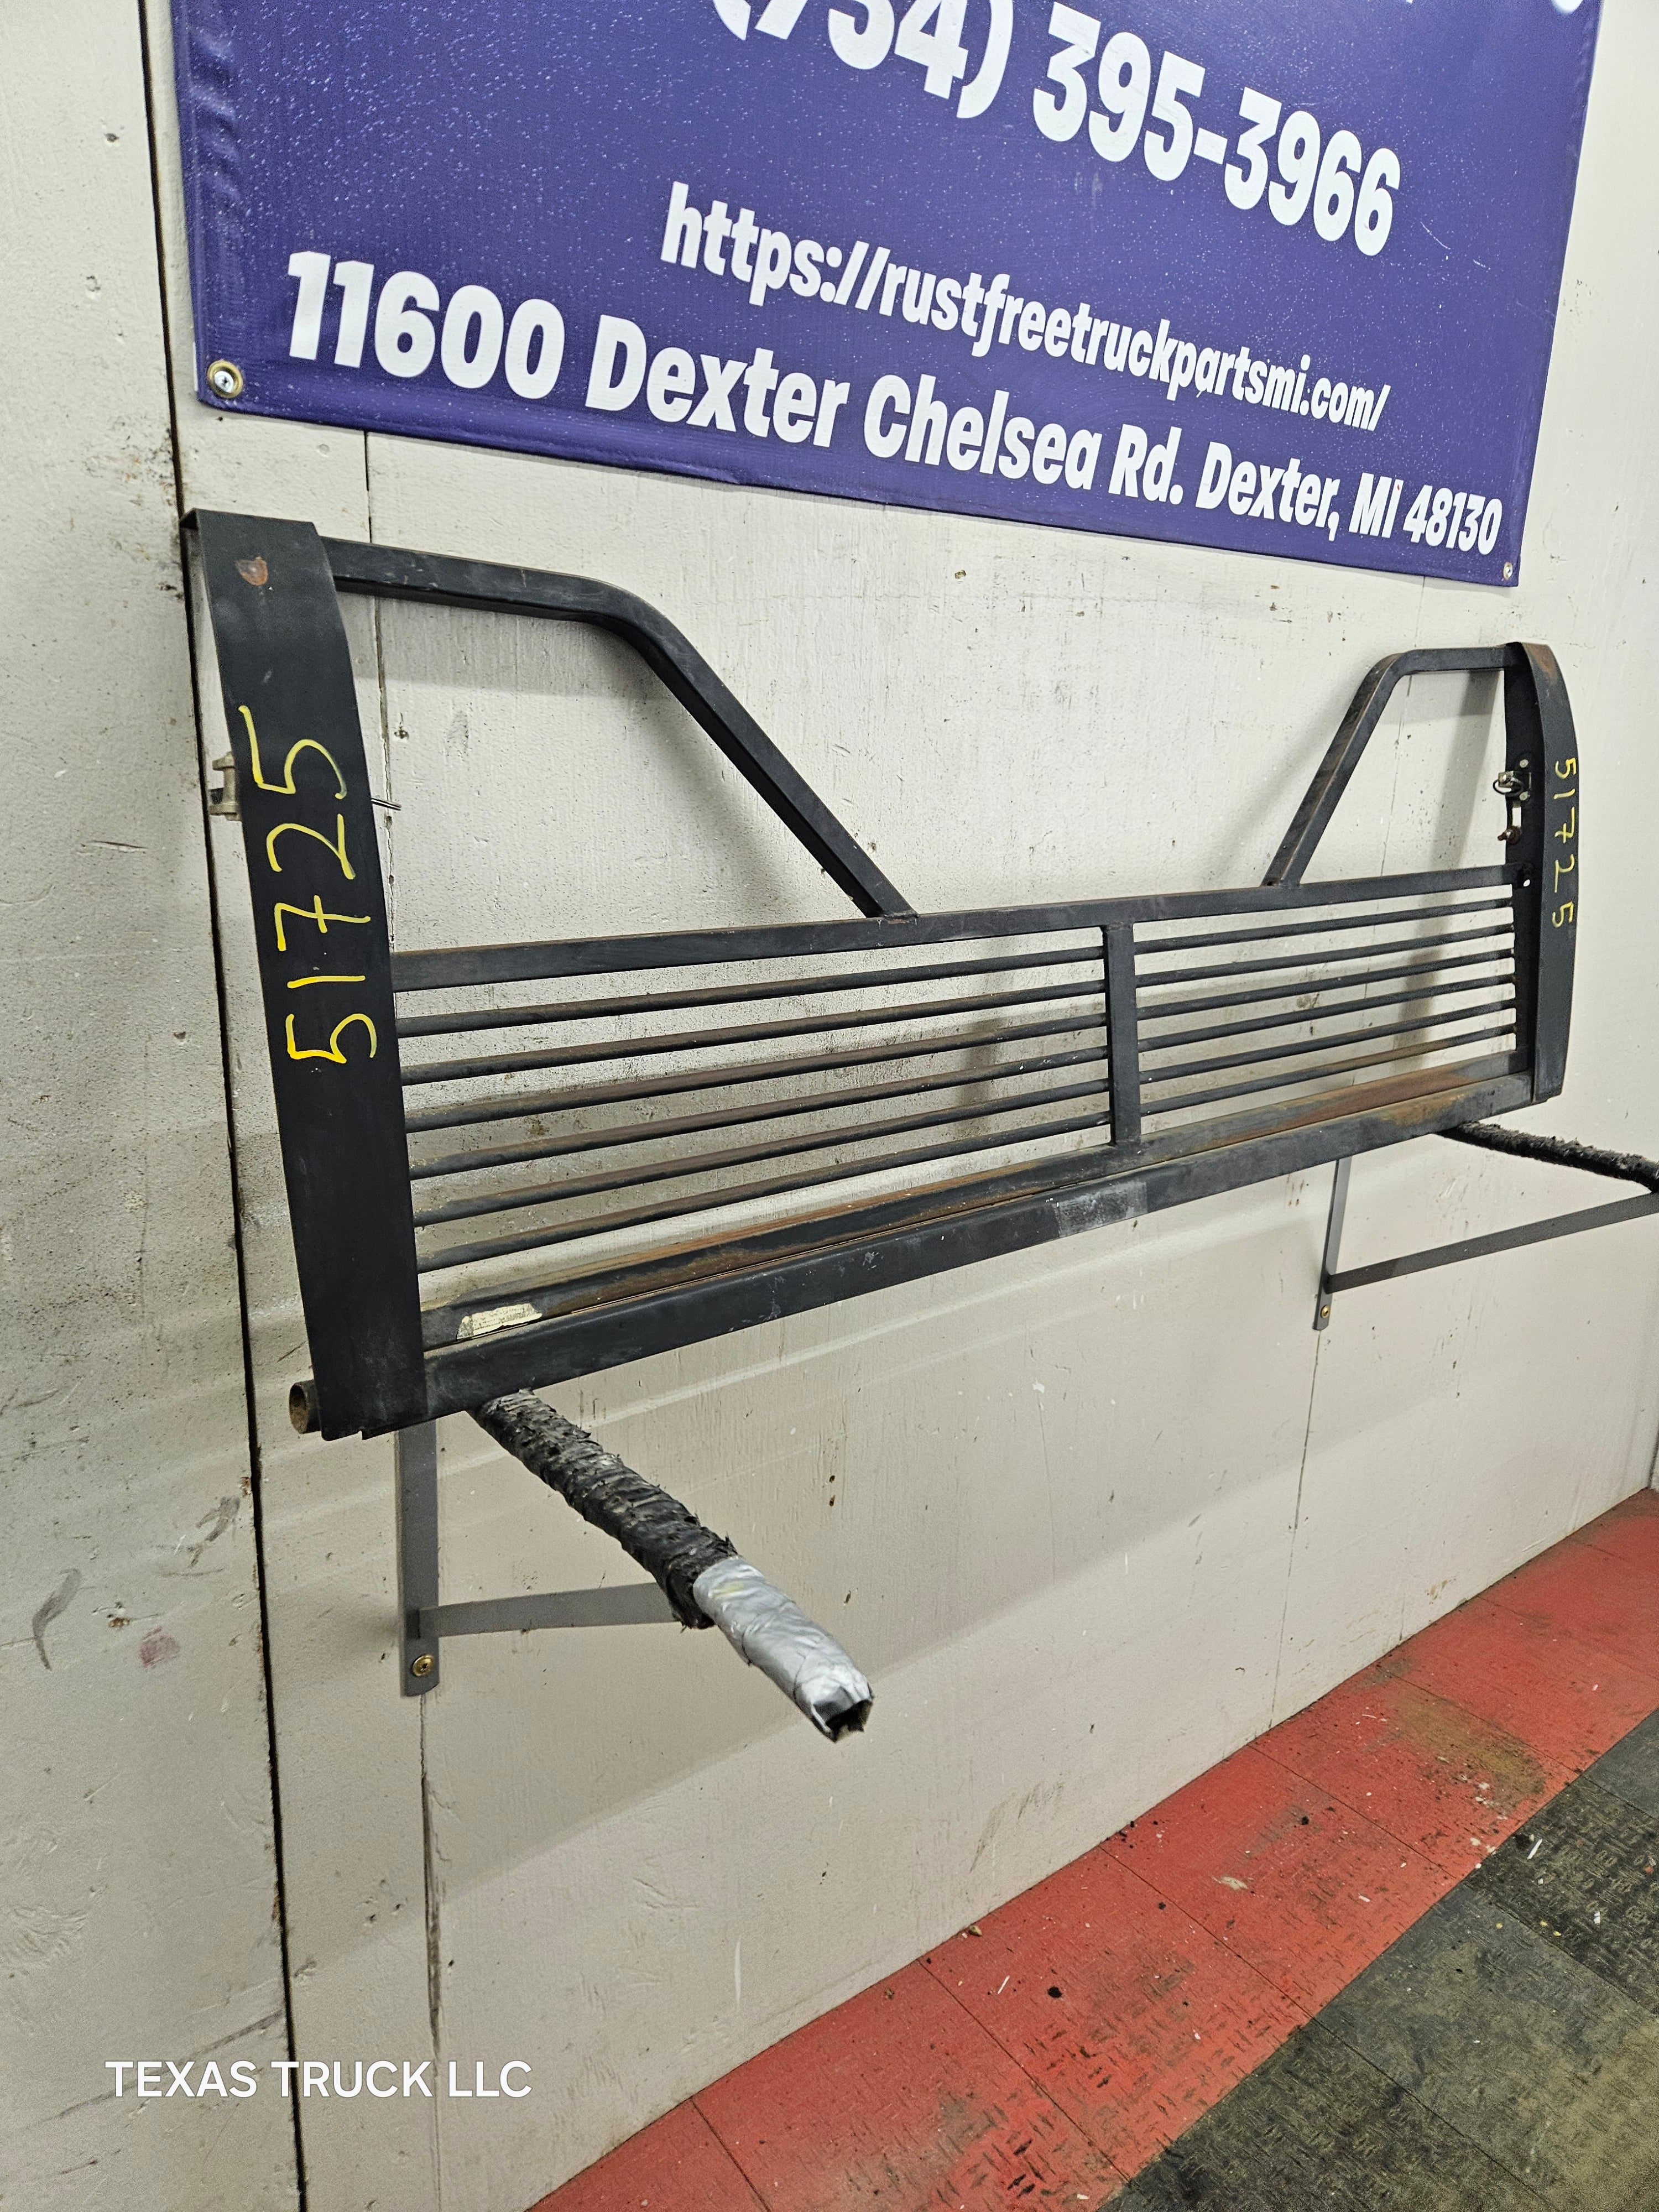 (734) 395-3966
https://rustfreetruckpartsmi.com/
11600 Dexter Chelsea Rd. Dexter, MI 48130
51725
51725
TEXAS TRUCK LLC